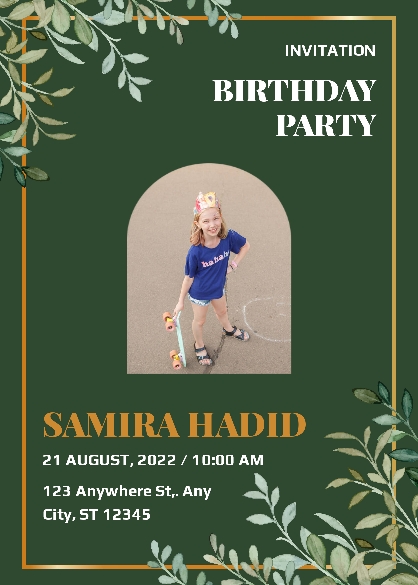 INVITATION
BIRTHDAY
PARTY
hahaha
SAMIRA HADID
21 AUGUST, 2022 / 10:00 AM
123 Anywhere St,. Any
City, ST 12345